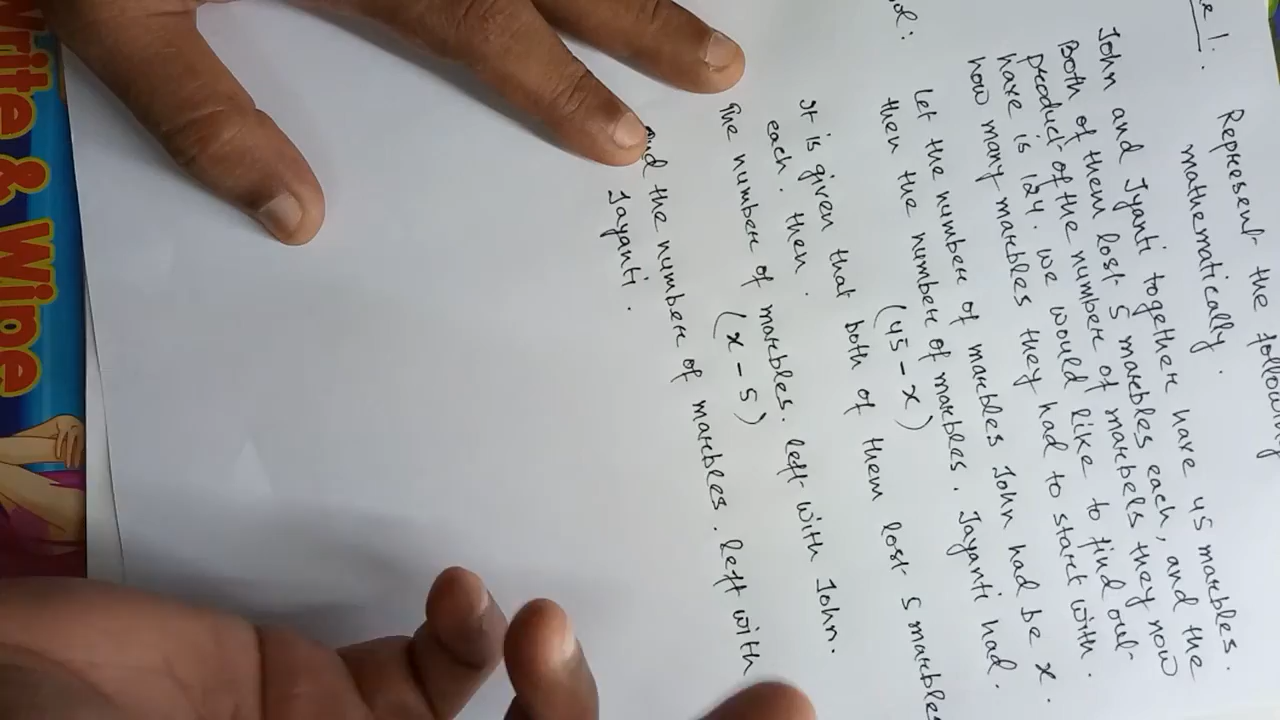 e 1.
Represent the following
mathematically.
John and Jyanti together have 45 marbles.
Both of them lost 5 marbles each, and the
product of the number of marbels they now
have is 124. we would like to find out
how many marbles they had to start with.
Let the number of marbles John had be x.
then the number of marbles. Jayanti had.
(45 - x)
It is given that both of them lost 5 marbles
each. then.
The number of marbles. left with John.
(x - 5)
and the number of marbles. left with
Jayanti.
Write & Wipe